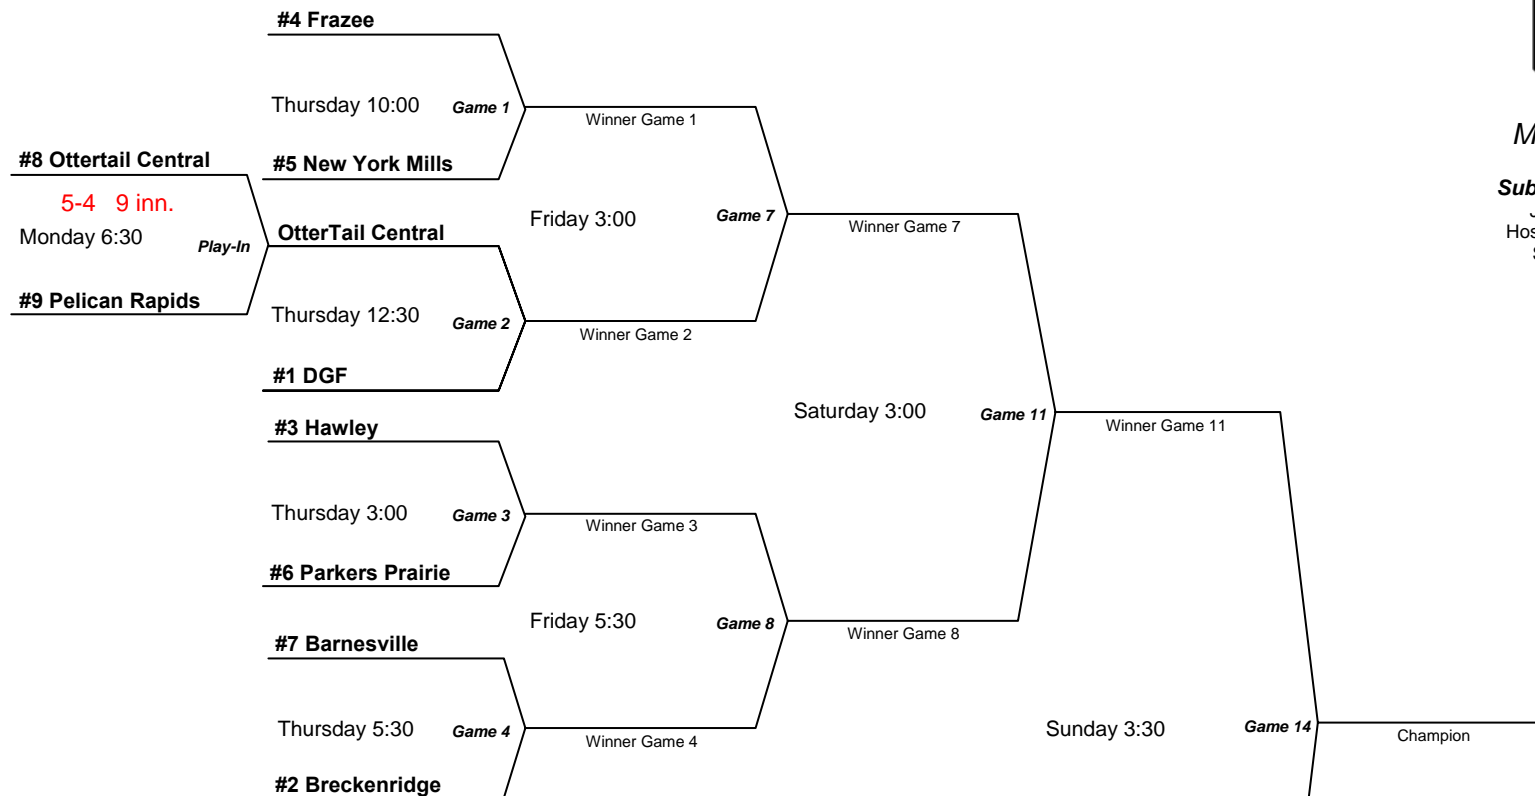 #4 Frazee
Thursday 10:00 Game 1
Winner Game 1
#8 Ottertail Central
#5 New York Mills
5-4 9 inn.
Monday 6:30 Play-In
OtterTail Central
Friday 3:00 Game 7
Winner Game 7
#9 Pelican Rapids
Thursday 12:30 Game 2
Winner Game 2
#1 DGF
Saturday 3:00 Game 11
Winner Game 11
#3 Hawley
Thursday 3:00 Game 3
Winner Game 3
#6 Parkers Prairie
Friday 5:30 Game 8
Winner Game 8
#7 Barnesville
Thursday 5:30 Game 4
Winner Game 4
Sunday 3:30 Game 14
Champion
#2 Breckenridge
M
Sub
Hos